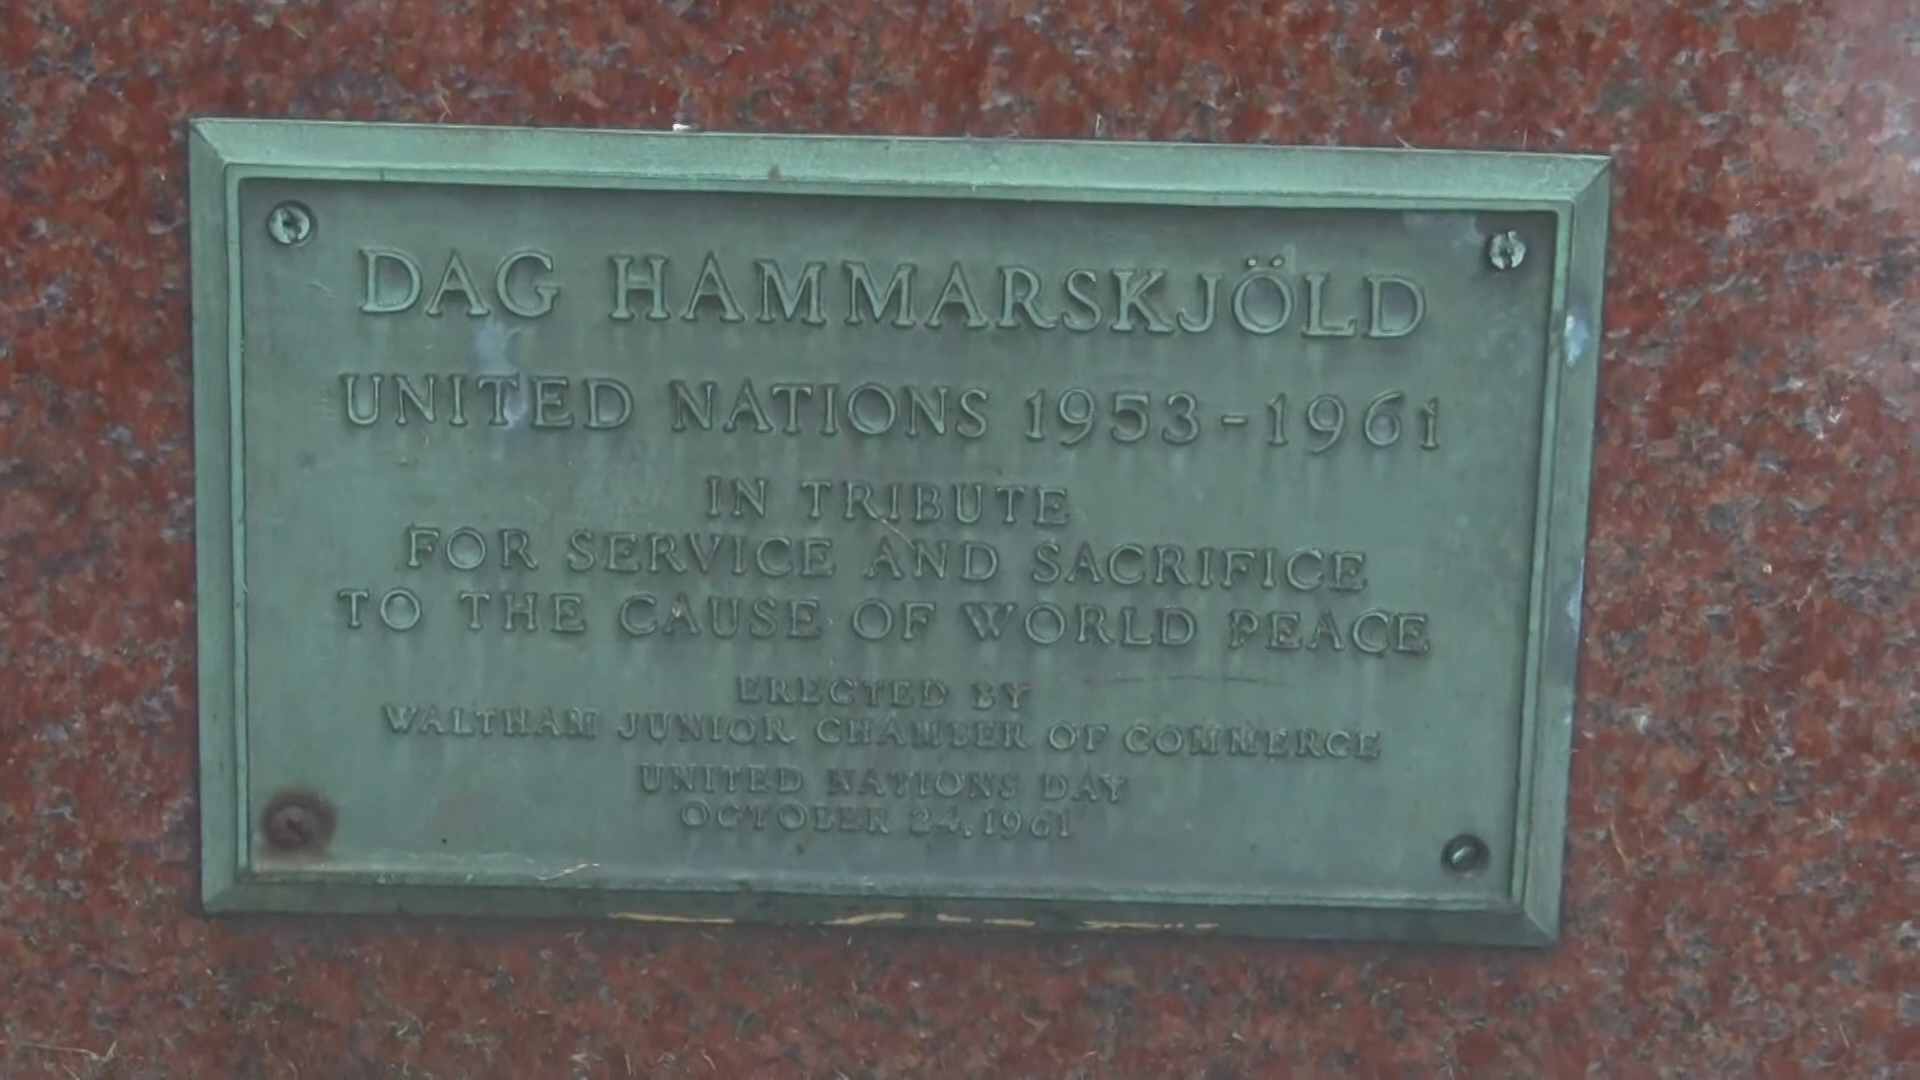 DAG HAMMARSKJÖLD
UNITED NATIONS 1953-1961
IN TRIBUTE
FOR SERVICE AND SACRIFICE
TO THE CAUSE OF WORLD PEACE
ERECTED BY
WALTHAM JUNIOR CHAMBER OF COMMERCE
UNITED NATIONS DAY
OCTOBER 24, 1961